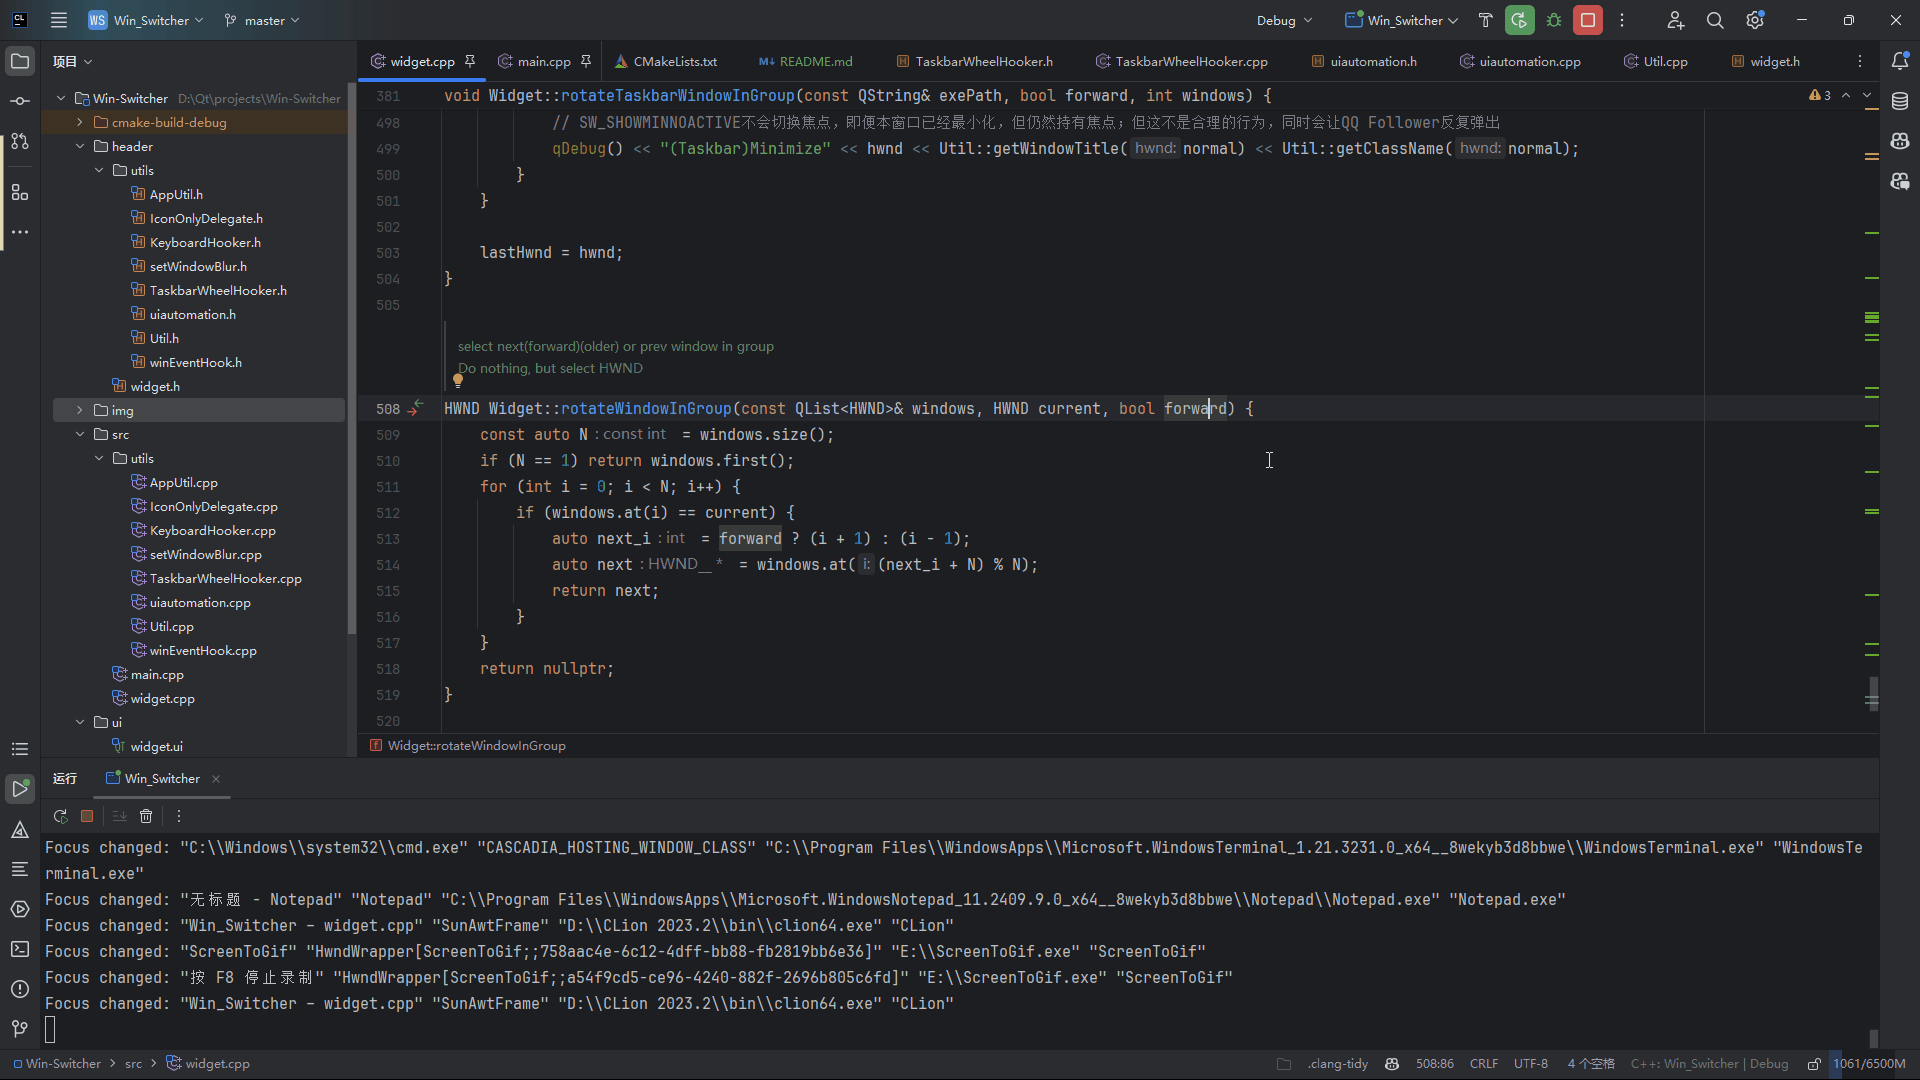 CL
WS Win_Switcher
master
Debug
Win_Switcher
项目
widget.cpp
main.cpp
CMakeLists.txt
M↓ README.md
TaskbarWheelHooker.h
TaskbarWheelHooker.cpp
uiautomation.h
uiautomation.cpp
Util.cpp
widget.h
Win-Switcher D:\Qt\projects\Win-Switcher
cmake-build-debug
header
utils
AppUtil.h
IconOnlyDelegate.h
KeyboardHooker.h
setWindowBlur.h
TaskbarWheelHooker.h
uiautomation.h
Util.h
winEventHook.h
widget.h
img
src
utils
AppUtil.cpp
IconOnlyDelegate.cpp
KeyboardHooker.cpp
setWindowBlur.cpp
TaskbarWheelHooker.cpp
uiautomation.cpp
Util.cpp
winEventHook.cpp
main.cpp
widget.cpp
ui
widget.ui
381 void Widget::rotateTaskbarWindowInGroup(const QString& exePath, bool forward, int windows) {
3
498 // SW_SHOWMINNOACTIVE不会切换焦点，即便本窗口已经最小化，但仍然持有焦点；但这不是合理的行为，同时会让QQ Follower反复弹出
499 qDebug() << "(Taskbar)Minimize" << hwnd << Util::getWindowTitle( hwnd: normal) << Util::getClassName( hwnd: normal);
500 }
501 }
502
503 lastHwnd = hwnd;
504 }
505
select next(forward)(older) or prev window in group
Do nothing, but select HWND
508 HWND Widget::rotateWindowInGroup(const QList<HWND>& windows, HWND current, bool forward) {
509 const auto N : const int = windows.size();
510 if (N == 1) return windows.first();
511 for (int i = 0; i < N; i++) {
512 if (windows.at(i) == current) {
513 auto next_i : int = forward ? (i + 1) : (i - 1);
514 auto next : HWND__ * = windows.at( i: (next_i + N) % N);
515 return next;
516 }
517 }
518 return nullptr;
519 }
520
f Widget::rotateWindowInGroup
运行
Win_Switcher
Focus changed: "C:\\Windows\\system32\\cmd.exe" "CASCADIA_HOSTING_WINDOW_CLASS" "C:\\Program Files\\WindowsApps\\Microsoft.WindowsTerminal_1.21.3231.0_x64__8wekyb3d8bbwe\\WindowsTerminal.exe" "WindowsTe
rminal.exe"
Focus changed: "无标题 - Notepad" "Notepad" "C:\\Program Files\\WindowsApps\\Microsoft.WindowsNotepad_11.2409.9.0_x64__8wekyb3d8bbwe\\Notepad\\Notepad.exe" "Notepad.exe"
Focus changed: "Win_Switcher – widget.cpp" "SunAwtFrame" "D:\\CLion 2023.2\\bin\\clion64.exe" "CLion"
Focus changed: "ScreenToGif" "HwndWrapper[ScreenToGif;;758aac4e-6c12-4dff-bb88-fb2819bb6e36]" "E:\\ScreenToGif.exe" "ScreenToGif"
Focus changed: "按 F8 停止录制" "HwndWrapper[ScreenToGif;;a54f9cd5-ce96-4240-882f-2696b805c6fd]" "E:\\ScreenToGif.exe" "ScreenToGif"
Focus changed: "Win_Switcher – widget.cpp" "SunAwtFrame" "D:\\CLion 2023.2\\bin\\clion64.exe" "CLion"
Win-Switcher
src
widget.cpp
.clang-tidy
508:86
CRLF
UTF-8
4 个空格
C++: Win_Switcher | Debug
1061/6500M